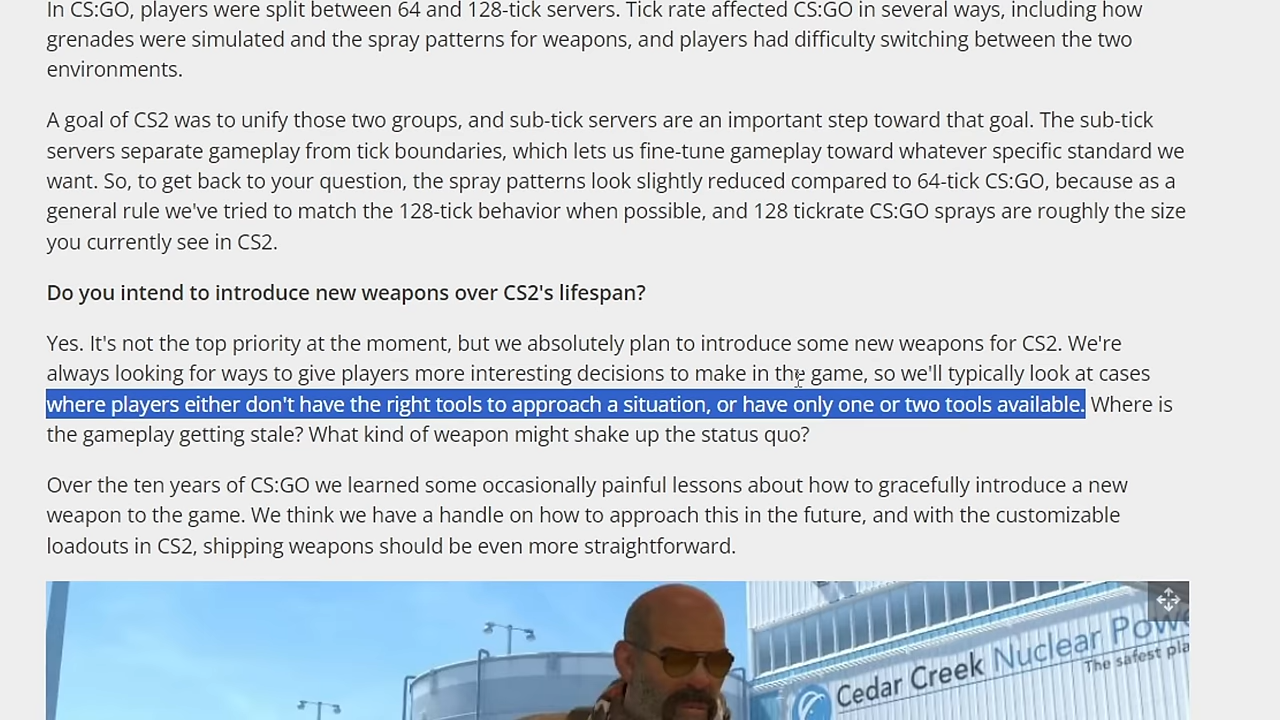 In CS:GO, players were split between 64 and 128-tick servers. Tick rate affected CS:GO in several ways, including how
grenades were simulated and the spray patterns for weapons, and players had difficulty switching between the two
environments.
A goal of CS2 was to unify those two groups, and sub-tick servers are an important step toward that goal. The sub-tick
servers separate gameplay from tick boundaries, which lets us fine-tune gameplay toward whatever specific standard we
want. So, to get back to your question, the spray patterns look slightly reduced compared to 64-tick CS:GO, because as a
general rule we've tried to match the 128-tick behavior when possible, and 128 tickrate CS:GO sprays are roughly the size
you currently see in CS2.
Do you intend to introduce new weapons over CS2's lifespan?
Yes. It's not the top priority at the moment, but we absolutely plan to introduce some new weapons for CS2. We're
always looking for ways to give players more interesting decisions to make in the game, so we'll typically look at cases
where players either don't have the right tools to approach a situation, or have only one or two tools available. Where is
the gameplay getting stale? What kind of weapon might shake up the status quo?
Over the ten years of CS:GO we learned some occasionally painful lessons about how to gracefully introduce a new
weapon to the game. We think we have a handle on how to approach this in the future, and with the customizable
loadouts in CS2, shipping weapons should be even more straightforward.
Cedar Creek Nuclear Powe
The safest pla